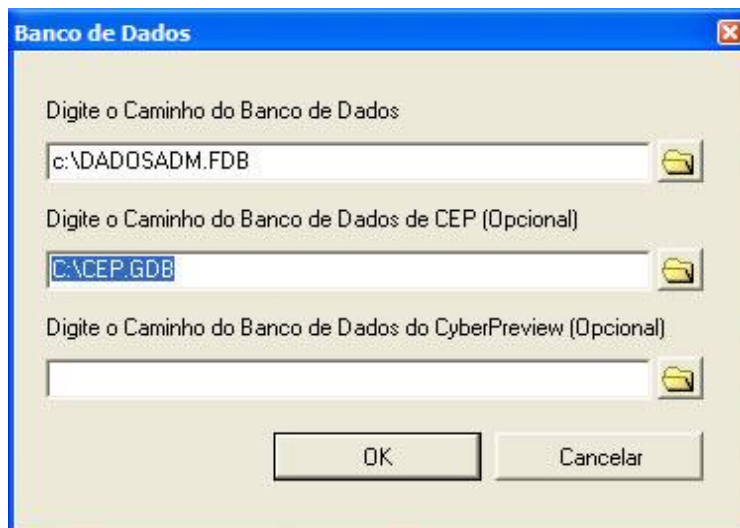 Banco de Dados
Digite o Caminho do Banco de Dados
c:\DADOSADM.FDB
Digite o Caminho do Banco de Dados de CEP (Opcional)
C:\CEP.GDB
Digite o Caminho do Banco de Dados do CyberPreview (Opcional)
OK Cancelar